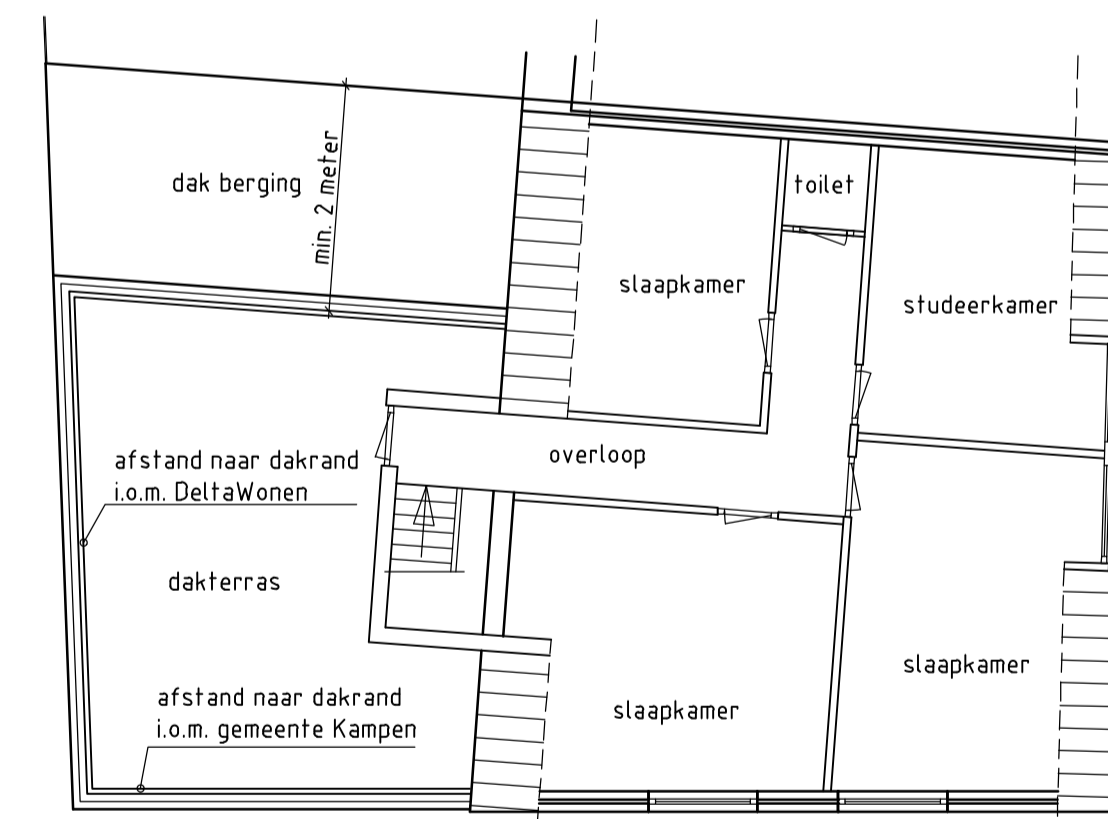 dak berging
min. 2 meter
toilet
slaapkamer
studeerkamer
overloop
afstand naar dakrand
i.o.m. DeltaWonen
dakterras
slaapkamer
afstand naar dakrand
i.o.m. gemeente Kampen
slaapkamer